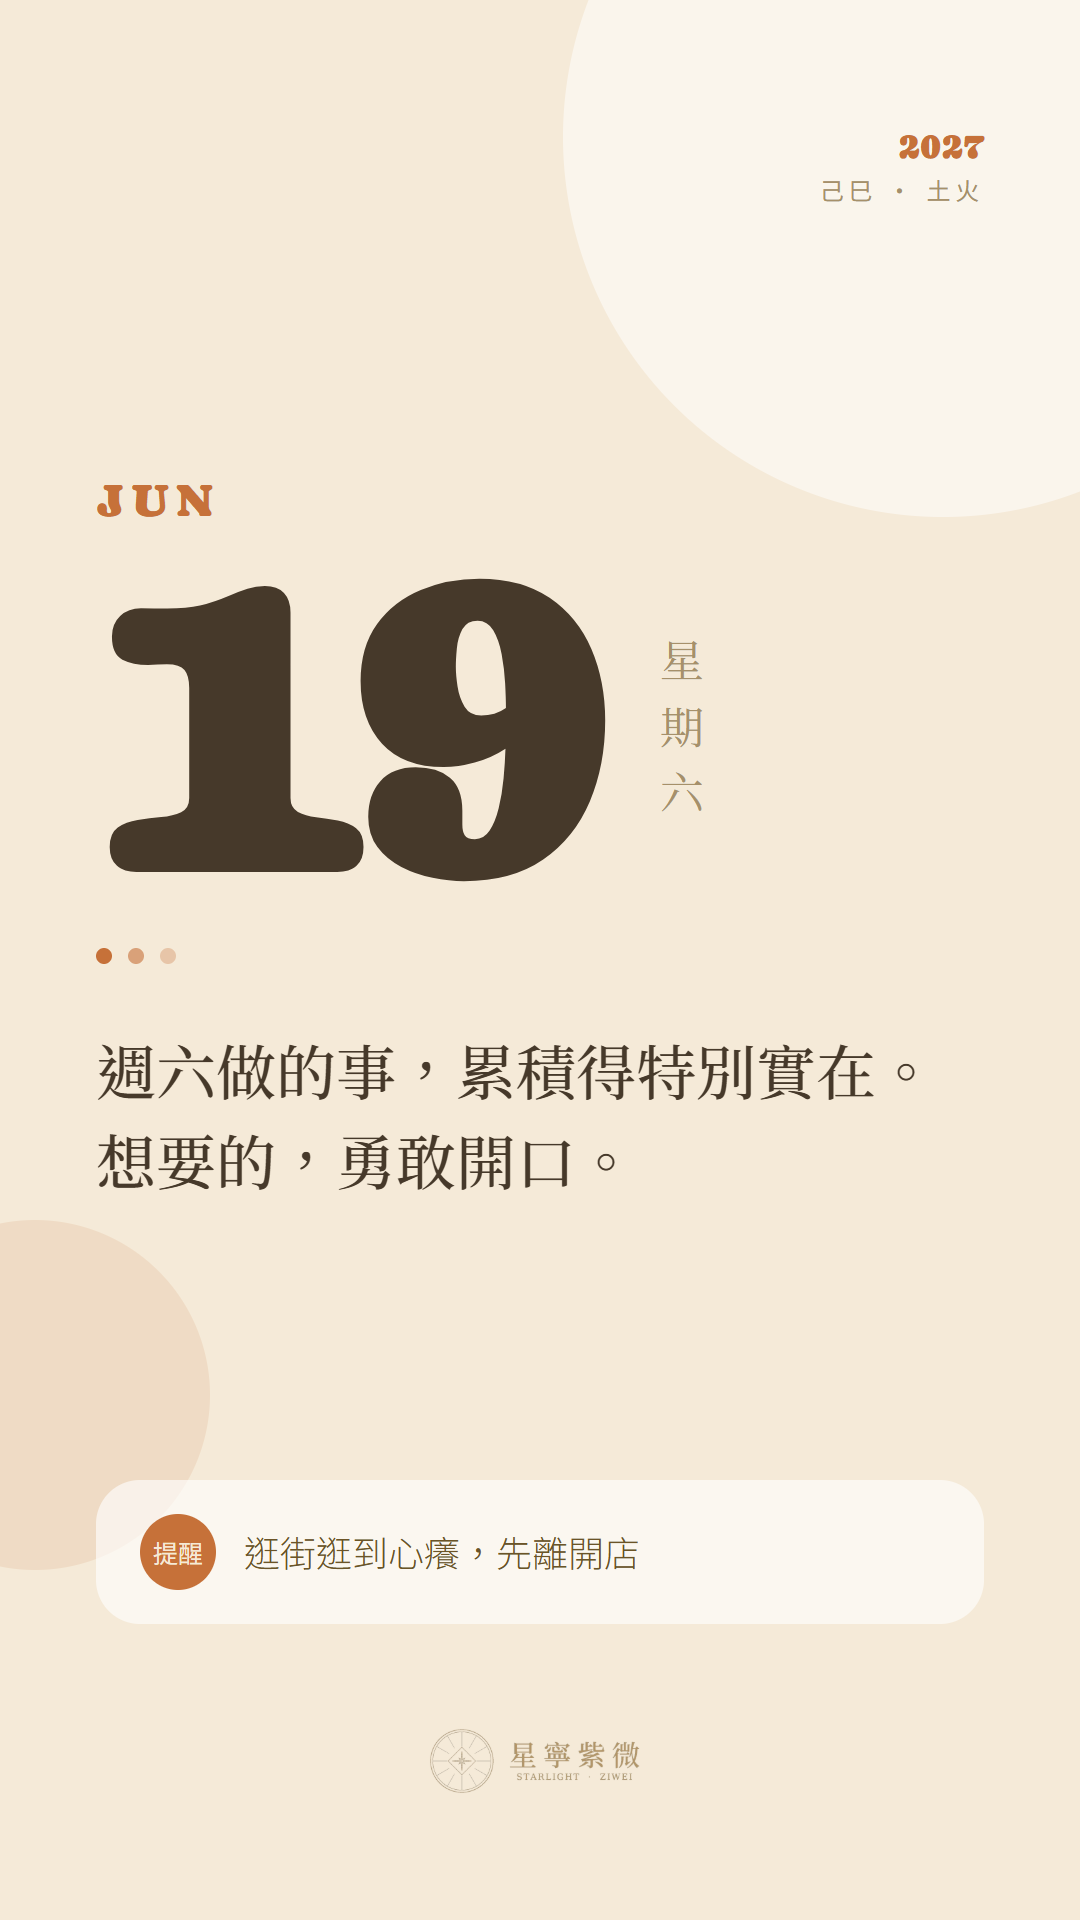 2027
己巳 · 土火
JUN
19
星期六
週六做的事，累積得特別實在。
想要的，勇敢開口。
提醒
逛街逛到心癢，先離開店
星寧紫微
STARLIGHT · ZIWEI